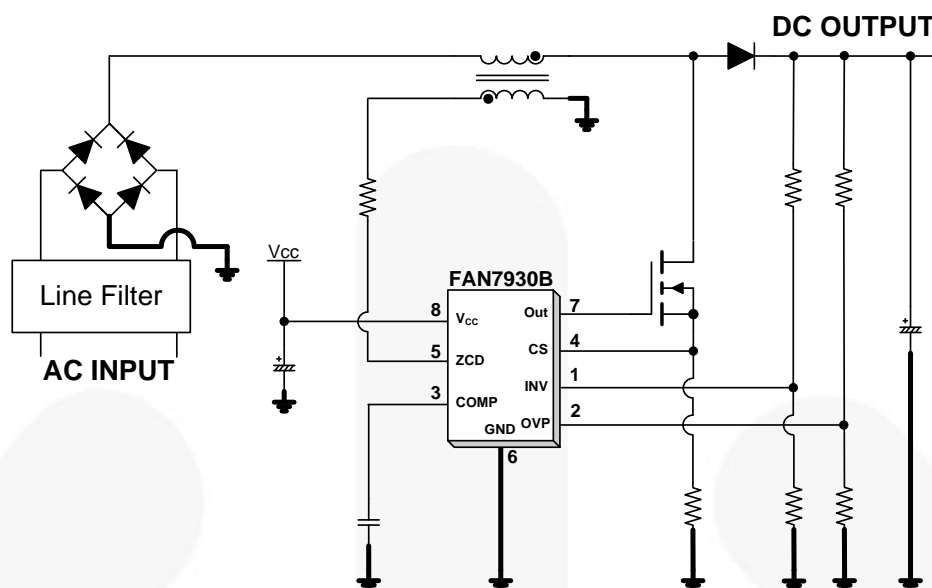 DC OUTPUT
Vcc
Line Filter
AC INPUT
FAN7930B
8 VCC Out 7
5 ZCD CS 4
3 COMP INV 1
GND OVP 2
6